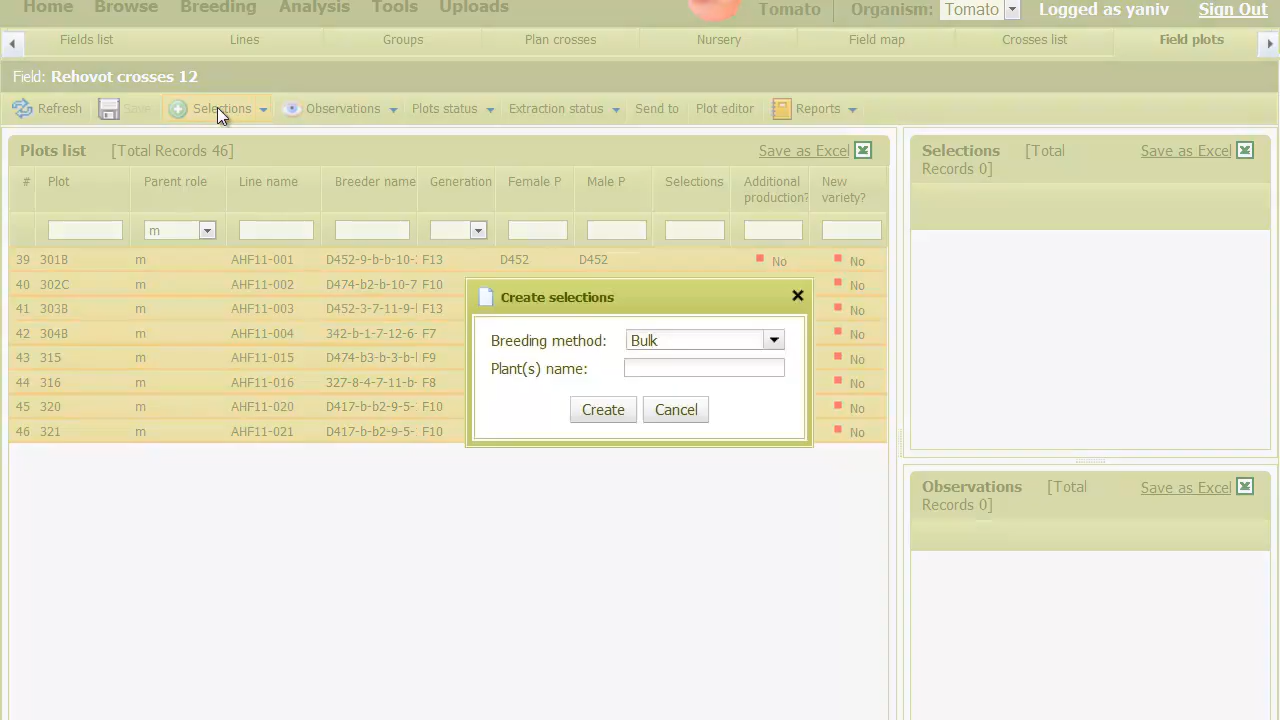 Home Breeding Browse Analysis Tools Uploads Tomato Organism: Tomato Logged as yaniv Sign Out
Fields list Lines Groups Plan crosses Nursery Field map Crosses list Field plots
Field: Rehovot crosses 12
Refresh Save Selections Observations Plots status Extraction status Send to Plot editor Reports
Plots list [Total Records 46] Save as Excel
# Plot Parent role Line name Breeder name Generation Female P Male P Selections Additional production? New variety?
m
39 301B m AHF11-001 D452-9-b-b-10-: F13 D452 D452 No No
40 302C m AHF11-002 D474-b2-b-10-7 F10 No
41 303B m AHF11-003 D452-3-7-11-9-l F13 No
42 304B m AHF11-004 342-b-1-7-12-6- F7 No
43 315 m AHF11-015 D474-b3-b-3-b-l F9 No
44 316 m AHF11-016 327-8-4-7-11-b- F8 No
45 320 m AHF11-020 D417-b-b2-9-5- F10 No
46 321 m AHF11-021 D417-b-b2-9-5- F10 No
Create selections
Breeding method: Bulk
Plant(s) name:
Create Cancel
Selections [Total Records 0] Save as Excel
Observations [Total Records 0] Save as Excel